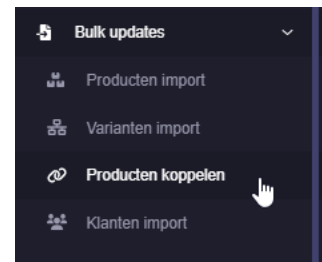 Bulk updates
Producten import
Varianten import
Producten koppelen
Klanten import